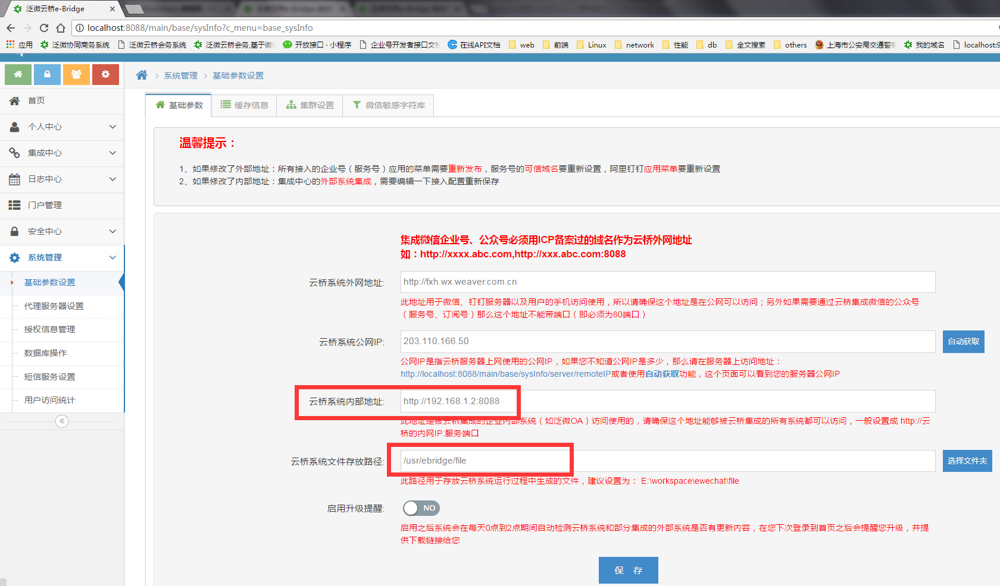 泛微云桥e-Bridge
localhost:8088/main/base/sysInfo?c_menu=base_sysInfo
应用
泛微协同商务系统
泛微云桥会务系统
泛微云桥会务,基于微
开放接口 · 小程序
企业号开发者接口文
在线API文档
web
前端
Linux
network
性能
db
全文搜索
others
上海市公安局交通警
我的域名
localhost:9
系统管理
基础参数设置
首页
个人中心
集成中心
日志中心
门户管理
安全中心
系统管理
基础参数设置
代理服务器设置
授权信息管理
数据库操作
短信服务设置
用户访问统计
基础参数
缓存信息
集群设置
微信敏感字符库
温馨提示：
1、如果修改了外部地址：所有接入的企业号（服务号）应用的菜单需要重新发布，服务号的可信域名要重新设置，阿里钉钉应用菜单要重新设置
2、如果修改了内部地址：集成中心的外部系统集成，需要编辑一下接入配置重新保存
集成微信企业号、公众号必须用ICP备案过的域名作为云桥外网地址
如：http://xxxx.abc.com,http://xxx.abc.com:8088
云桥系统外网地址:
http://fxh.wx.weaver.com.cn
此地址用于微信、钉钉服务器以及用户的手机访问使用，所以请确保这个地址是在公网可以访问；另外如果需要通过云桥集成微信的公众号
（服务号、订阅号）那么这个地址不能带端口（即必须为80端口）
云桥系统公网IP:
203.110.166.50
自动获取
公网IP是指云桥服务器上网使用的公网IP，如果您不知道公网IP是多少，那么请在服务器上访问地址：
http://localhost:8088/main/base/sysInfo/server/remoteIP或者使用自动获取功能，这个页面可以看到您的服务器公网IP
云桥系统内部地址:
http://192.168.1.2:8088
此地址是被云桥集成的企业内部系统（如泛微OA）访问使用的，请确保这个地址能够被云桥集成的所有系统都可以访问，一般设置成 http://云
桥的内网IP:服务端口
云桥系统文件存放路径:
/usr/ebridge/file
选择文件夹
此路径用于存放云桥系统运行过程中生成的文件，建议设置为： E:\workspace\ewechat\file
启用升级提醒:
NO
启用之后系统会在每天0点到2点期间自动检测云桥系统和部分集成的外部系统是否有更新内容，在您下次登录到首页之后会提醒您升级，并提
供下载链接给您
保 存